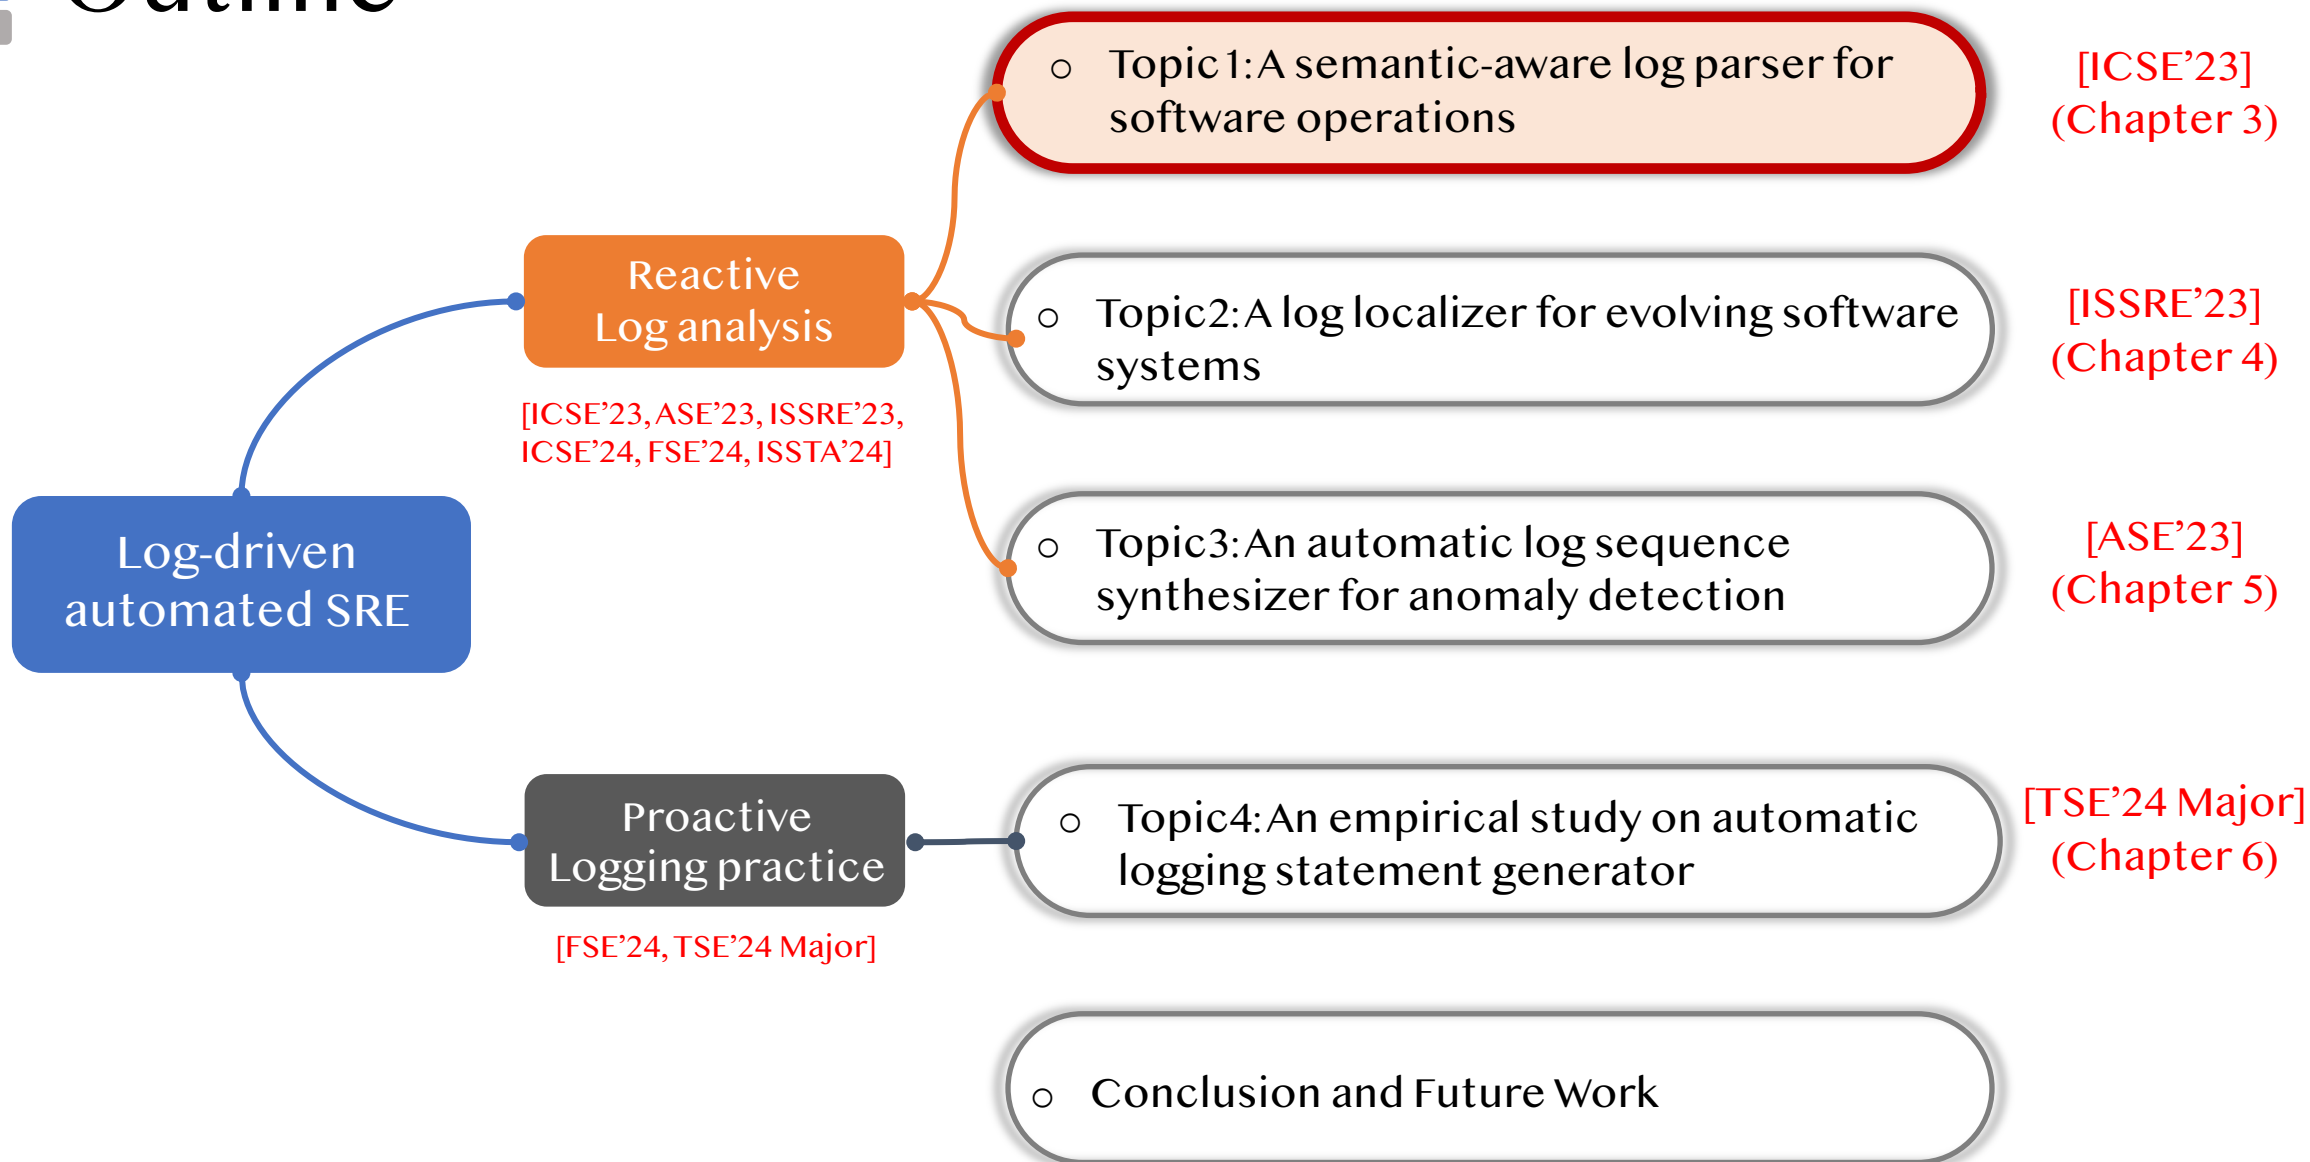 Outline
Topic1: A semantic-aware log parser for
software operations
[ICSE’23]
(Chapter 3)
Reactive
Log analysis
[ICSE’23, ASE’23, ISSRE’23,
ICSE’24, FSE’24, ISSTA’24]
Topic2: A log localizer for evolving software
systems
[ISSRE’23]
(Chapter 4)
Topic3: An automatic log sequence
synthesizer for anomaly detection
[ASE’23]
(Chapter 5)
Log-driven
automated SRE
Proactive
Logging practice
[FSE’24, TSE’24 Major]
Topic4: An empirical study on automatic
logging statement generator
[TSE’24 Major]
(Chapter 6)
Conclusion and Future Work